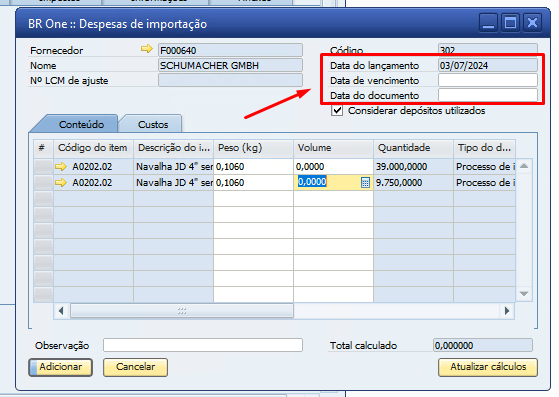 BR One :: Despesas de importação
Fornecedor F000640 Código 302
Nome SCHUMACHER GMBH Data do lançamento 03/07/2024
Nº LCM de ajuste Data de vencimento
Data do documento
Considerar depósitos utilizados
Conteúdo Custos
# Código do item Descrição do i... Peso (kg) Volume Quantidade Tipo do d...
A0202.02 Navalha JD 4" ser 0,1060 0,0000 39.000,0000 Processo de i
A0202.02 Navalha JD 4" ser 0,1060 0,0000 9.750,0000 Processo de i
Observação Total calculado 0,000000
Adicionar Cancelar Atualizar cálculos